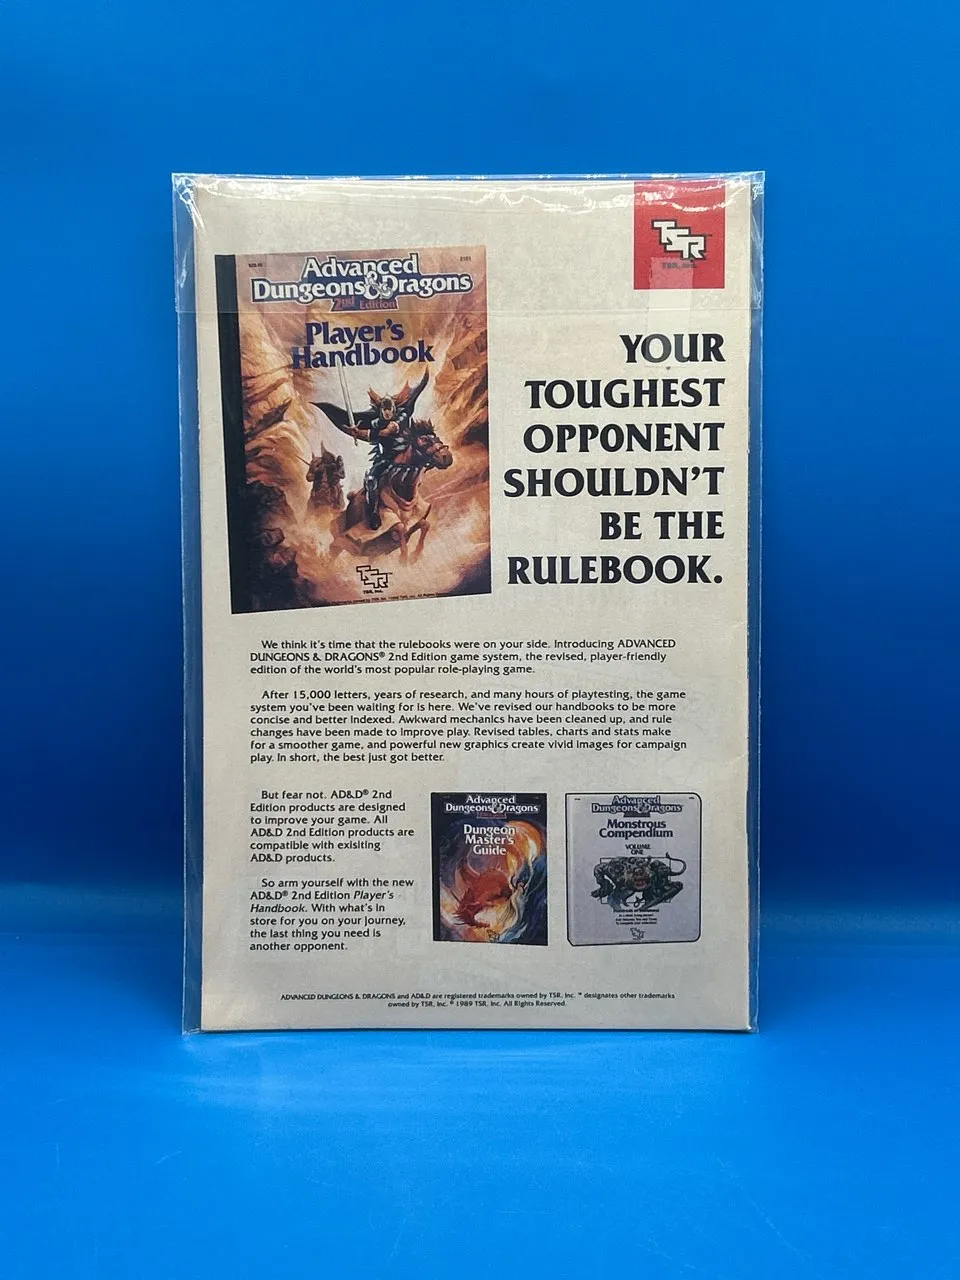 TSR
TSR, Inc.
Advanced
Dungeons & Dragons
2nd Edition
Player's
Handbook
TSR
TSR, Inc.
YOUR
TOUGHEST
OPPONENT
SHOULDN'T
BE THE
RULEBOOK.
We think it's time that the rulebooks were on your side. Introducing ADVANCED
DUNGEONS & DRAGONS® 2nd Edition game system, the revised, player-friendly
edition of the world's most popular role-playing game.
After 15,000 letters, years of research, and many hours of playtesting, the game
system you've been waiting for is here. We've revised our handbooks to be more
concise and better indexed. Awkward mechanics have been cleaned up, and rule
changes have been made to improve play. Revised tables, charts and stats make
for a smoother game, and powerful new graphics create vivid images for campaign
play. In short, the best just got better.
But fear not. AD&D® 2nd
Edition products are designed
to improve your game. All
AD&D 2nd Edition products are
compatible with exisiting
AD&D products.
So arm yourself with the new
AD&D® 2nd Edition Player's
Handbook. With what's in
store for you on your journey,
the last thing you need is
another opponent.
Advanced
Dungeons & Dragons
Dungeon
Master's
Guide
Advanced
Dungeons & Dragons
Monstrous
Compendium
VOLUME
ONE
TSR
ADVANCED DUNGEONS & DRAGONS and AD&D are registered trademarks owned by TSR, Inc. ™ designates other trademarks
owned by TSR, Inc. © 1989 TSR, Inc. All Rights Reserved.